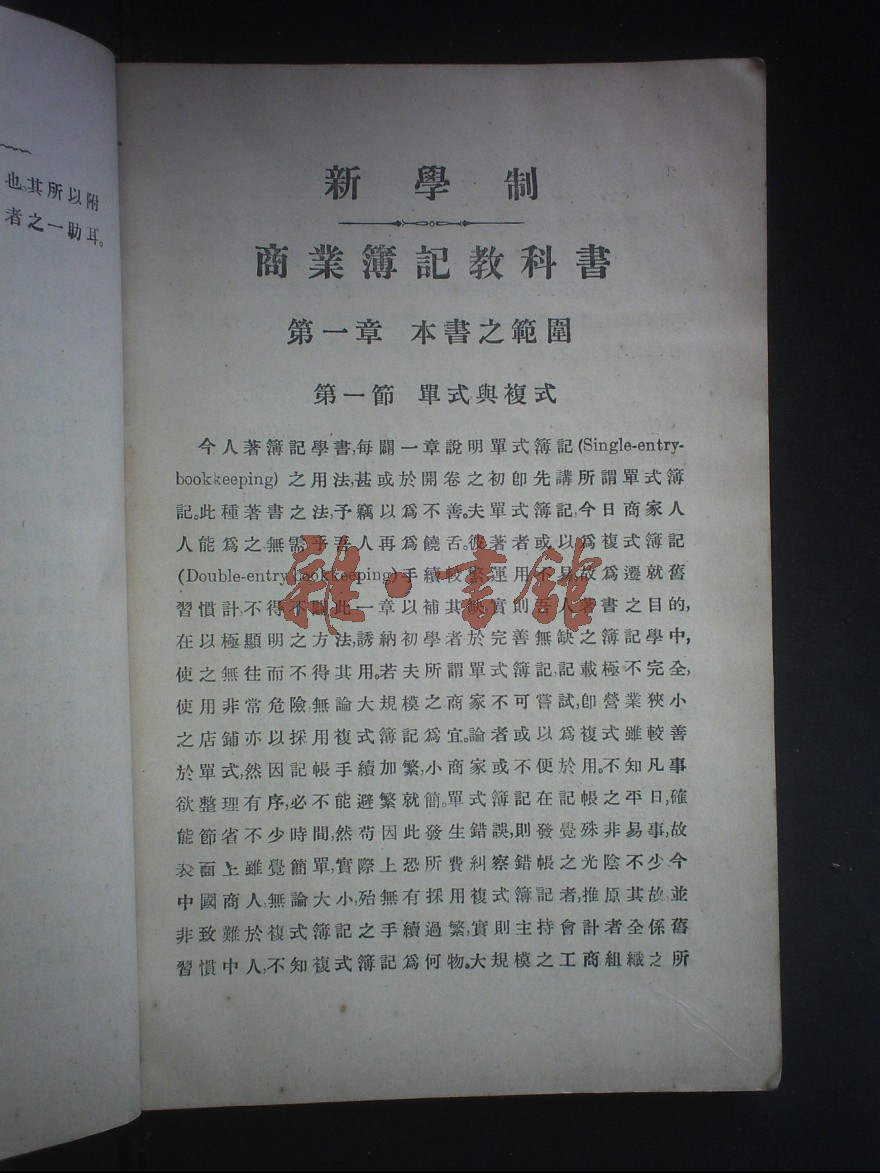 也。其所以附
者之一助耳。
新學制
商業簿記教科書
第一章 本書之範圍
第一節 單式與複式
今人著簿記學書,每闢一章說明單式簿記(Single-entry-
bookkeeping)之用法,甚或於開卷之初卽先講所謂單式簿
記。此種著書之法,予竊以爲不善。夫單式簿記,今日商家人
人能爲之,無需乎吾人再爲饒舌。彼著者或以爲複式簿記
(Double-entry bookkeeping)手續較繁,運用不易,故爲遷就舊
習慣計,不得不闢此一章以補其缺,實則吾人著書之目的,
在以極顯明之方法,誘納初學者於完善無缺之簿記學中,
使之無往而不得其用。若夫所謂單式簿記,記載極不完全,
使用非常危險,無論大規模之商家不可嘗試,卽營業狹小
之店鋪亦以採用複式簿記爲宜。論者或以爲複式雖較善
於單式,然因記帳手續加繁,小商家或不便於用。不知凡事
欲整理有序,必不能避繁就簡。單式簿記在記帳之平日,確
能節省不少時間,然苟因此發生錯誤,則發覺殊非易事,故
表面上雖覺簡單,實際上恐所費糾察錯帳之光陰不少。今
中國商人,無論大小,殆無有採用複式簿記者,推原其故,並
非致難於複式簿記之手續過繁,實則主持會計者全係舊
習慣中人,不知複式簿記爲何物。大規模之工商組織之所
雜·書館